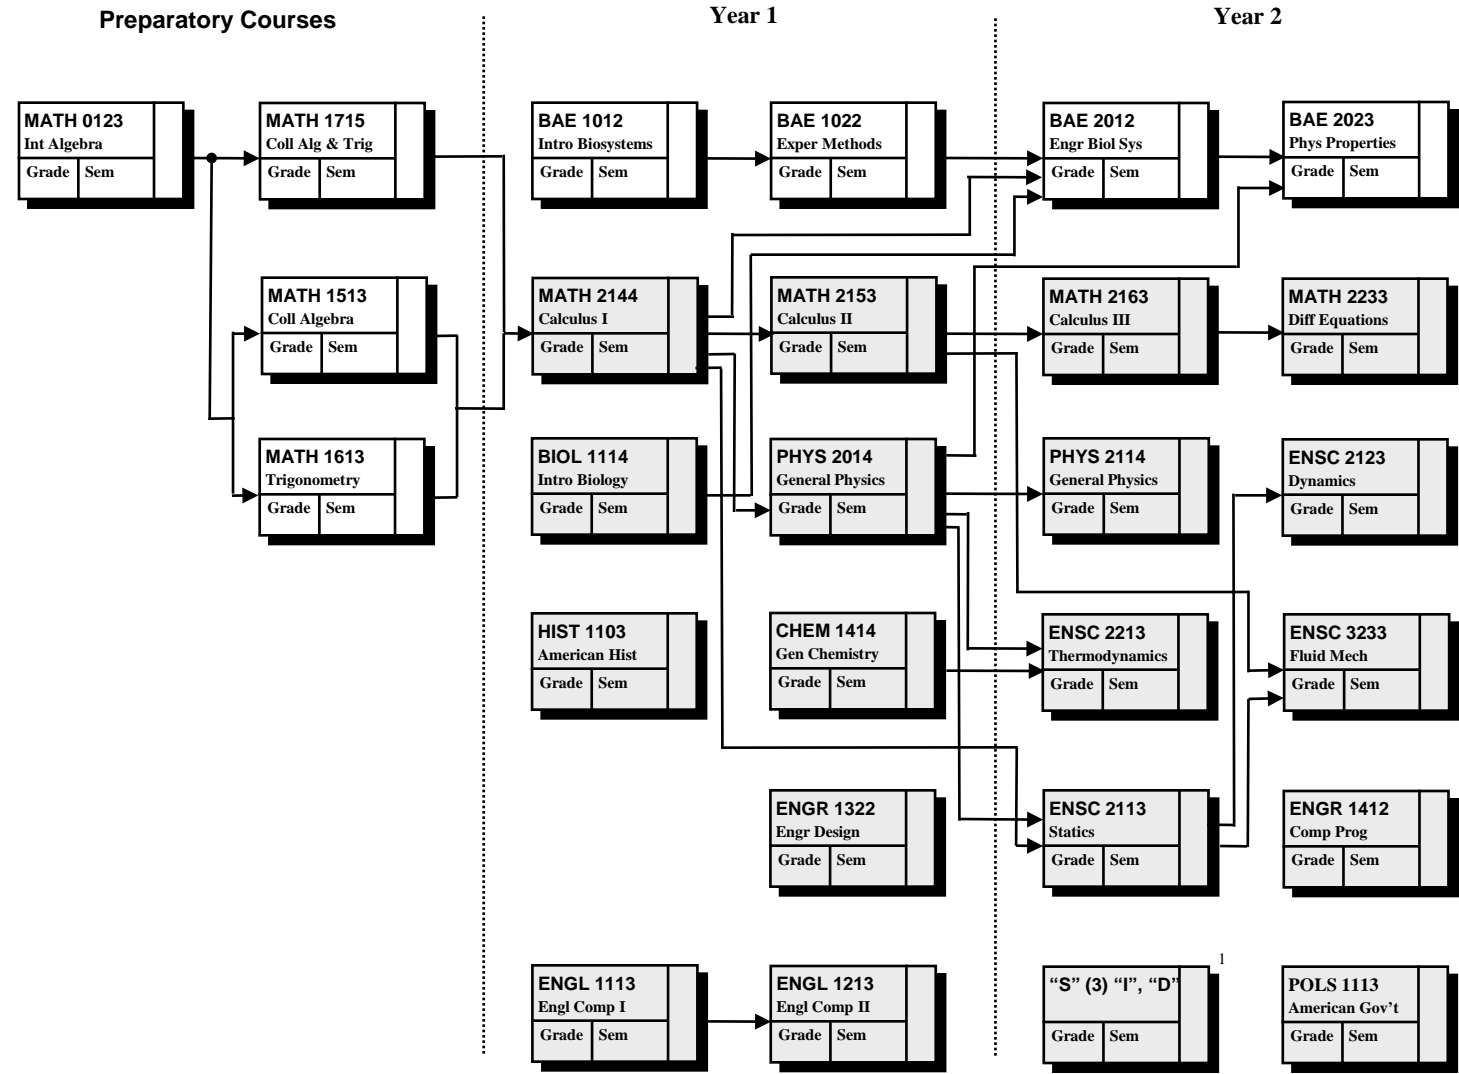 Preparatory Courses
Year 1
Year 2
MATH 0123
Int Algebra
Grade Sem
MATH 1715
Coll Alg & Trig
Grade Sem
BAE 1012
Intro Biosystems
Grade Sem
BAE 1022
Exper Methods
Grade Sem
BAE 2012
Engr Biol Sys
Grade Sem
BAE 2023
Phys Properties
Grade Sem
MATH 1513
Coll Algebra
Grade Sem
MATH 2144
Calculus I
Grade Sem
MATH 2153
Calculus II
Grade Sem
MATH 2163
Calculus III
Grade Sem
MATH 2233
Diff Equations
Grade Sem
MATH 1613
Trigonometry
Grade Sem
BIOL 1114
Intro Biology
Grade Sem
PHYS 2014
General Physics
Grade Sem
PHYS 2114
General Physics
Grade Sem
ENSC 2123
Dynamics
Grade Sem
HIST 1103
American Hist
Grade Sem
CHEM 1414
Gen Chemistry
Grade Sem
ENSC 2213
Thermodynamics
Grade Sem
ENSC 3233
Fluid Mech
Grade Sem
ENGR 1322
Engr Design
Grade Sem
ENSC 2113
Statics
Grade Sem
ENGR 1412
Comp Prog
Grade Sem
ENGL 1113
Engl Comp I
Grade Sem
ENGL 1213
Engl Comp II
Grade Sem
1
“S” (3) “I”, “D”
Grade Sem
POLS 1113
American Gov’t
Grade Sem